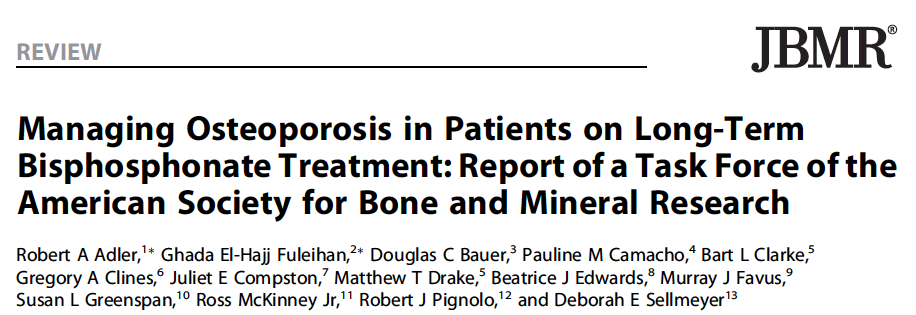 REVIEW
JBMR®
Managing Osteoporosis in Patients on Long-Term
Bisphosphonate Treatment: Report of a Task Force of the
American Society for Bone and Mineral Research
Robert A Adler,1* Ghada El-Hajj Fuleihan,2* Douglas C Bauer,3 Pauline M Camacho,4 Bart L Clarke,5
Gregory A Clines,6 Juliet E Compston,7 Matthew T Drake,5 Beatrice J Edwards,8 Murray J Favus,9
Susan L Greenspan,10 Ross McKinney Jr,11 Robert J Pignolo,12 and Deborah E Sellmeyer13